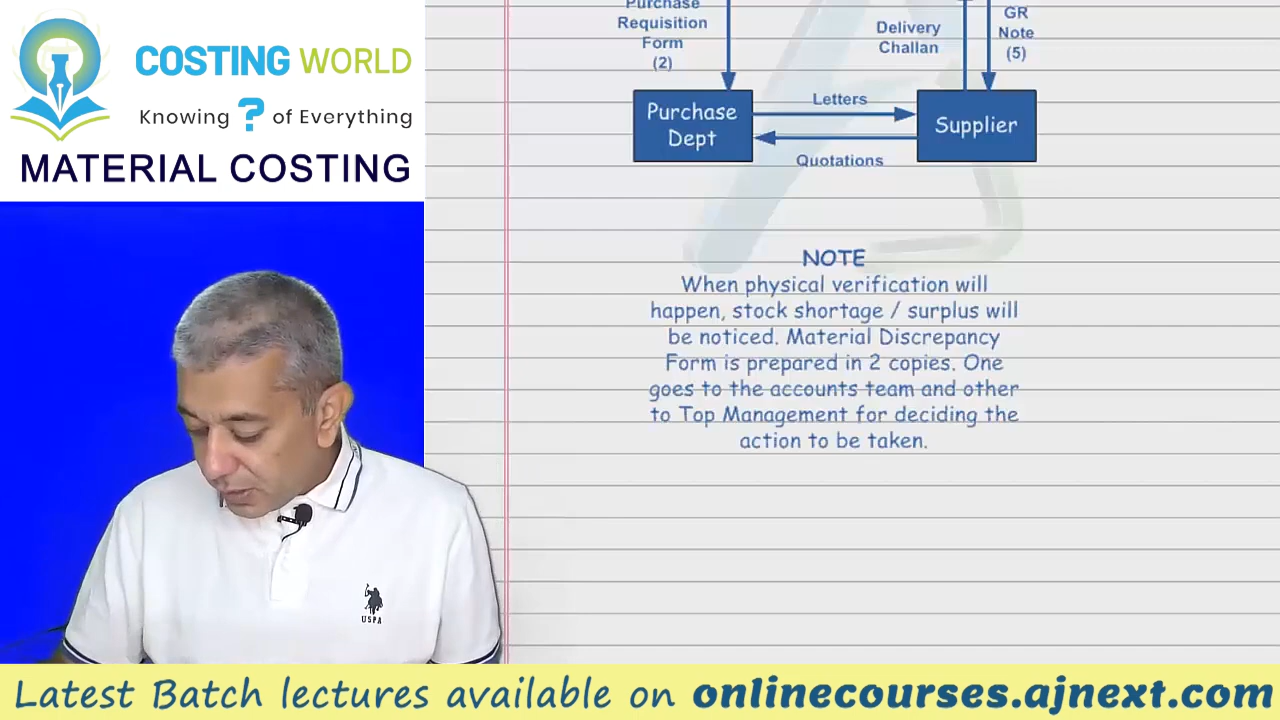 COSTING WORLD
Knowing ? of Everything
MATERIAL COSTING
Purchase
Requisition
Form
(2)
Delivery
Challan
GR
Note
(5)
Purchase
Dept
Letters
Quotations
Supplier
NOTE
When physical verification will
happen, stock shortage / surplus will
be noticed. Material Discrepancy
Form is prepared in 2 copies. One
goes to the accounts team and other
to Top Management for deciding the
action to be taken.
USPA
Latest Batch lectures available on onlinecourses.ajnext.com